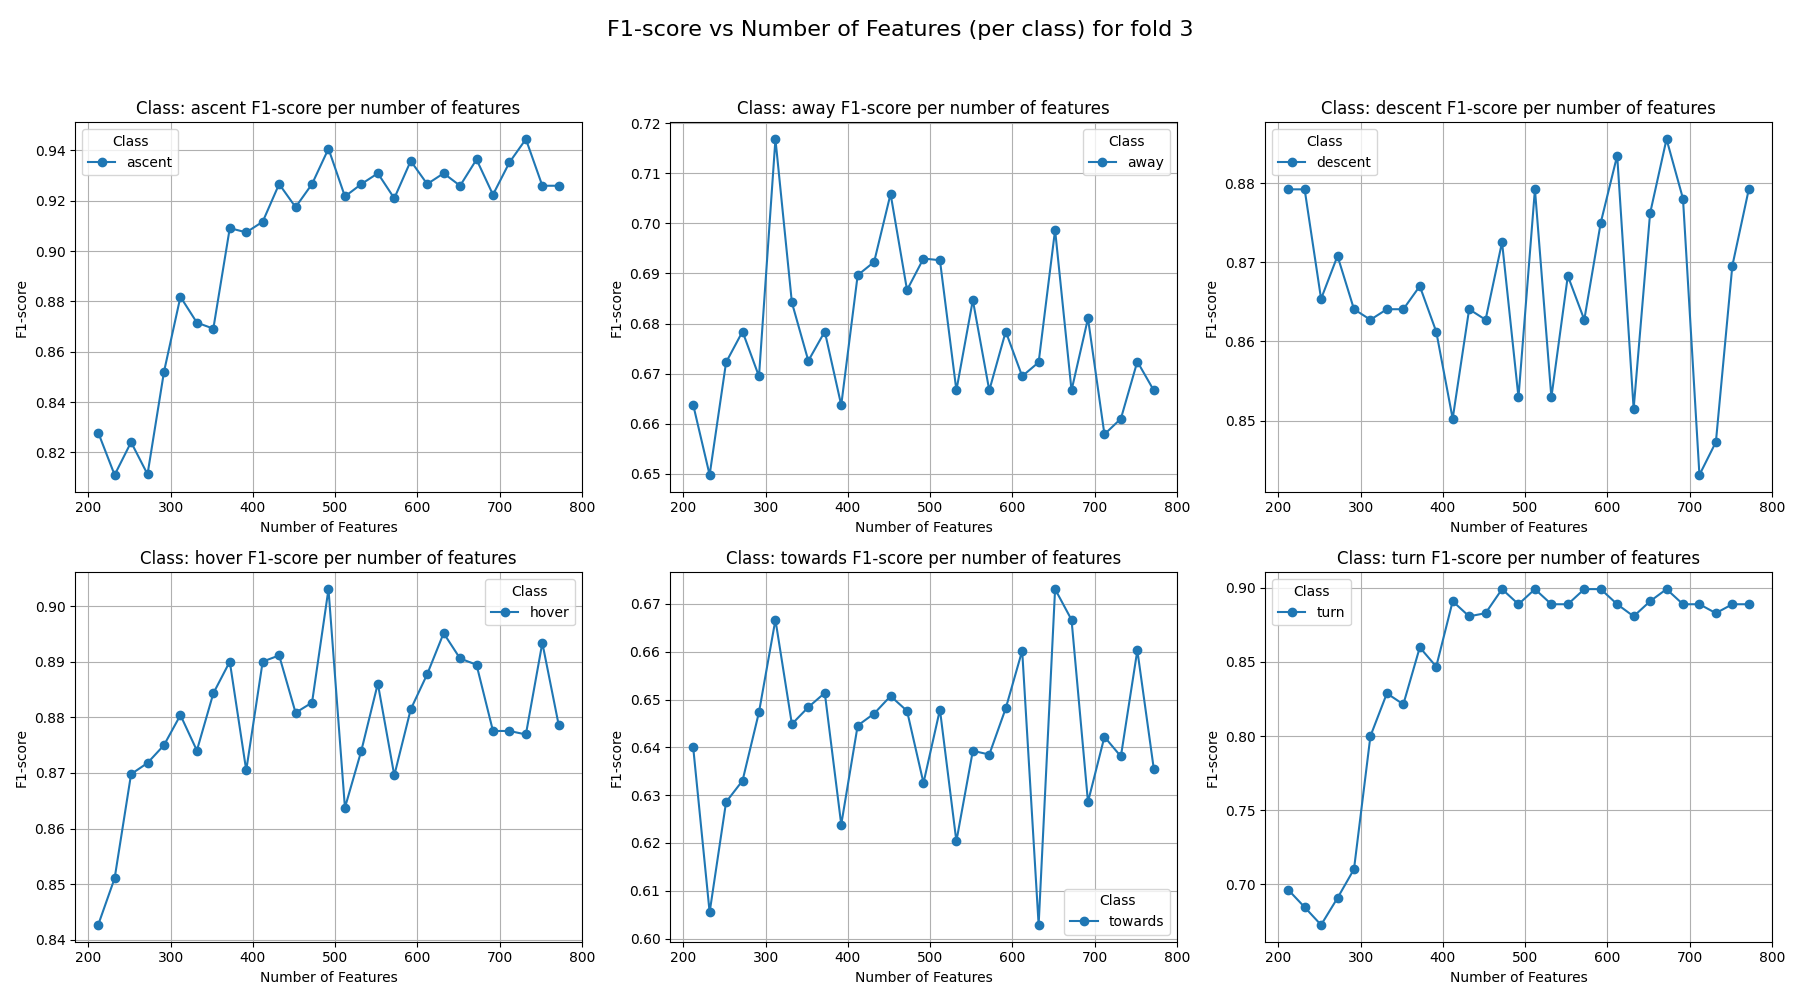 F1-score vs Number of Features (per class) for fold 3
Class: ascent F1-score per number of features
Class
ascent
F1-score
0.94
0.92
0.90
0.88
0.86
0.84
0.82
200 300 400 500 600 700 800
Number of Features
Class: away F1-score per number of features
Class
away
F1-score
0.72
0.71
0.70
0.69
0.68
0.67
0.66
0.65
200 300 400 500 600 700 800
Number of Features
Class: descent F1-score per number of features
Class
descent
F1-score
0.88
0.87
0.86
0.85
200 300 400 500 600 700 800
Number of Features
Class: hover F1-score per number of features
Class
hover
F1-score
0.90
0.89
0.88
0.87
0.86
0.85
0.84
200 300 400 500 600 700 800
Number of Features
Class: towards F1-score per number of features
F1-score
0.67
0.66
0.65
0.64
0.63
0.62
0.61
0.60
Class
towards
200 300 400 500 600 700 800
Number of Features
Class: turn F1-score per number of features
Class
turn
F1-score
0.90
0.85
0.80
0.75
0.70
200 300 400 500 600 700 800
Number of Features